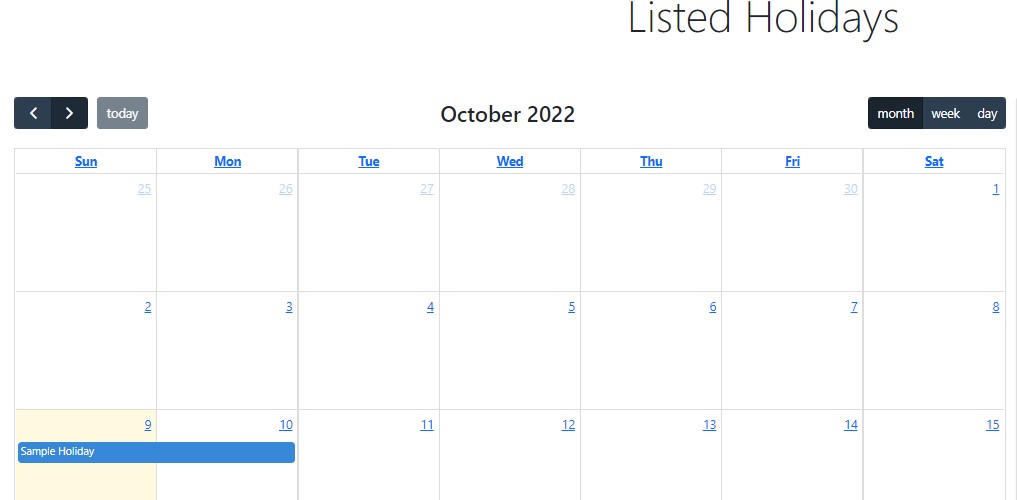 Listed Holidays
today
October 2022
month week day
Sun Mon Tue Wed Thu Fri Sat
25 26 27 28 29 30 1
2 3 4 5 6 7 8
9 10 11 12 13 14 15
Sample Holiday